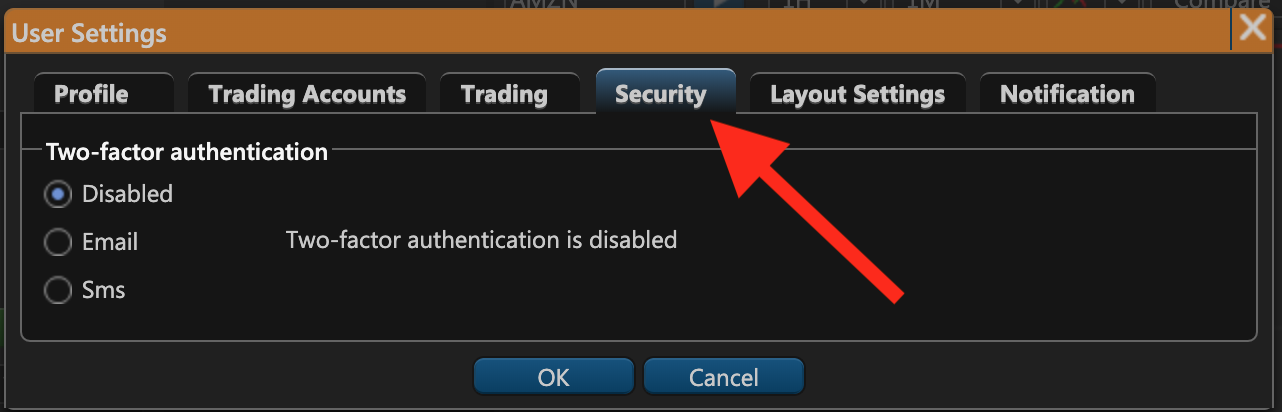 AMZN 1H 1M Compare
User Settings
Profile Trading Accounts Trading Security Layout Settings Notification
Two-factor authentication
Disabled
Email Two-factor authentication is disabled
Sms
OK Cancel